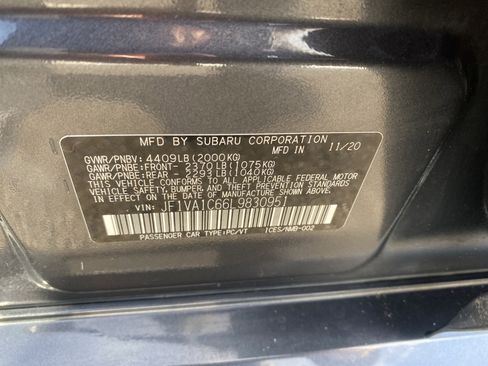 MFD BY SUBARU CORPORATION
GVWR/PNBV: 4409LB(2000KG) MFD IN 11/20
GAWR/PNBE:FRONT- 2370LB(1075KG)
GAWR/PNBE:REAR - 2293LB(1040KG)
THIS VEHICLE CONFORMS TO ALL APPLICABLE FEDERAL MOTOR
VEHICLE SAFETY, BUMPER, AND THEFT PREVENTION STANDARDS
IN EFFECT ON THE DATE OF MANUFACTURE SHOWN ABOVE.
VIN: JF1VA1C66L9830951
PASSENGER CAR TYPE:PC/VT ICES/NMB-002